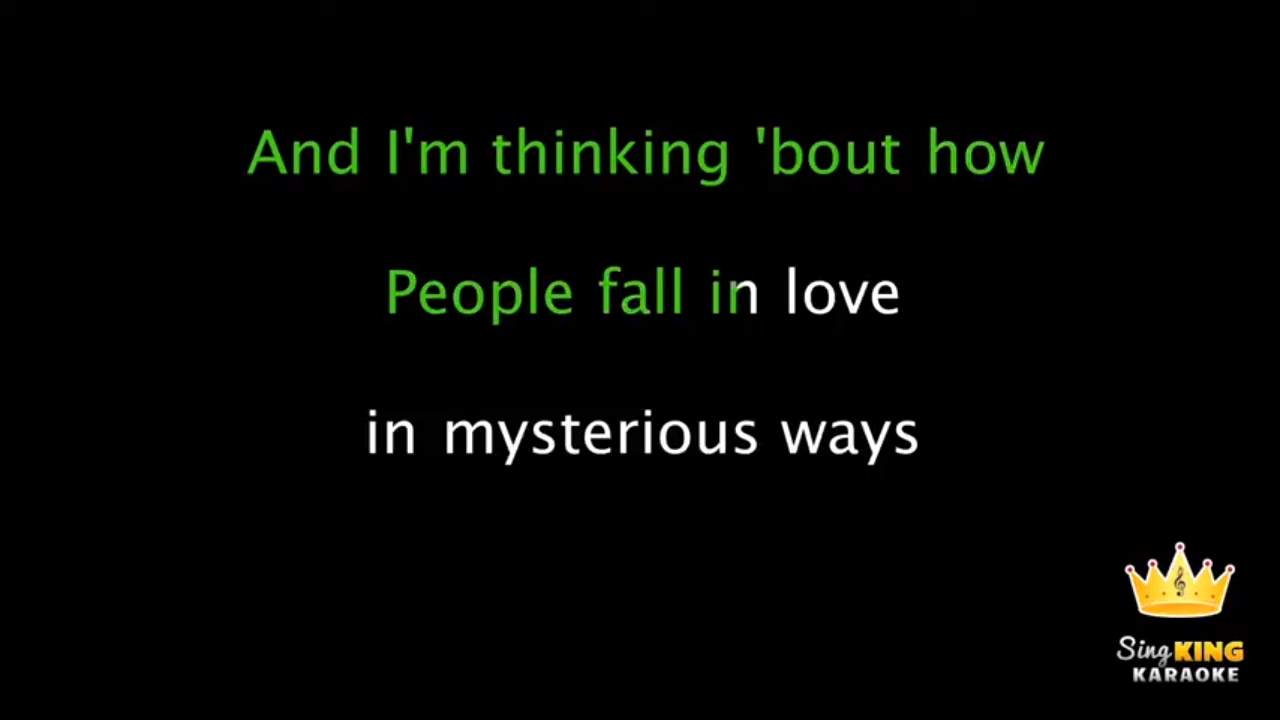 And I'm thinking 'bout how
People fall in love
in mysterious ways
Sing KING
KARAOKE